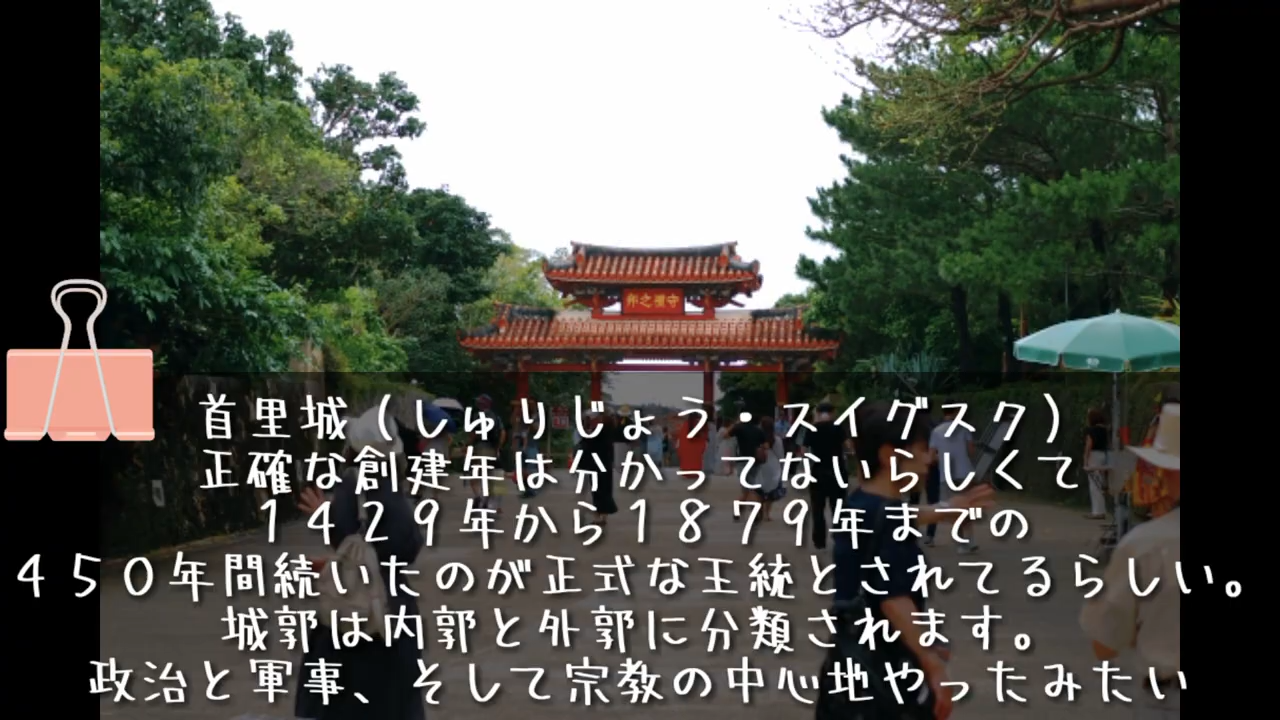 守禮之邦
首里城(しゅりじょう・スイグスク)
正確な創建年は分かってないらしくて
1429年から1879年までの
450年間続いたのが正式な王統とされてるらしい。
城郭は内郭と外郭に分類されます。
政治と軍事、そして宗教の中心地やったみたい